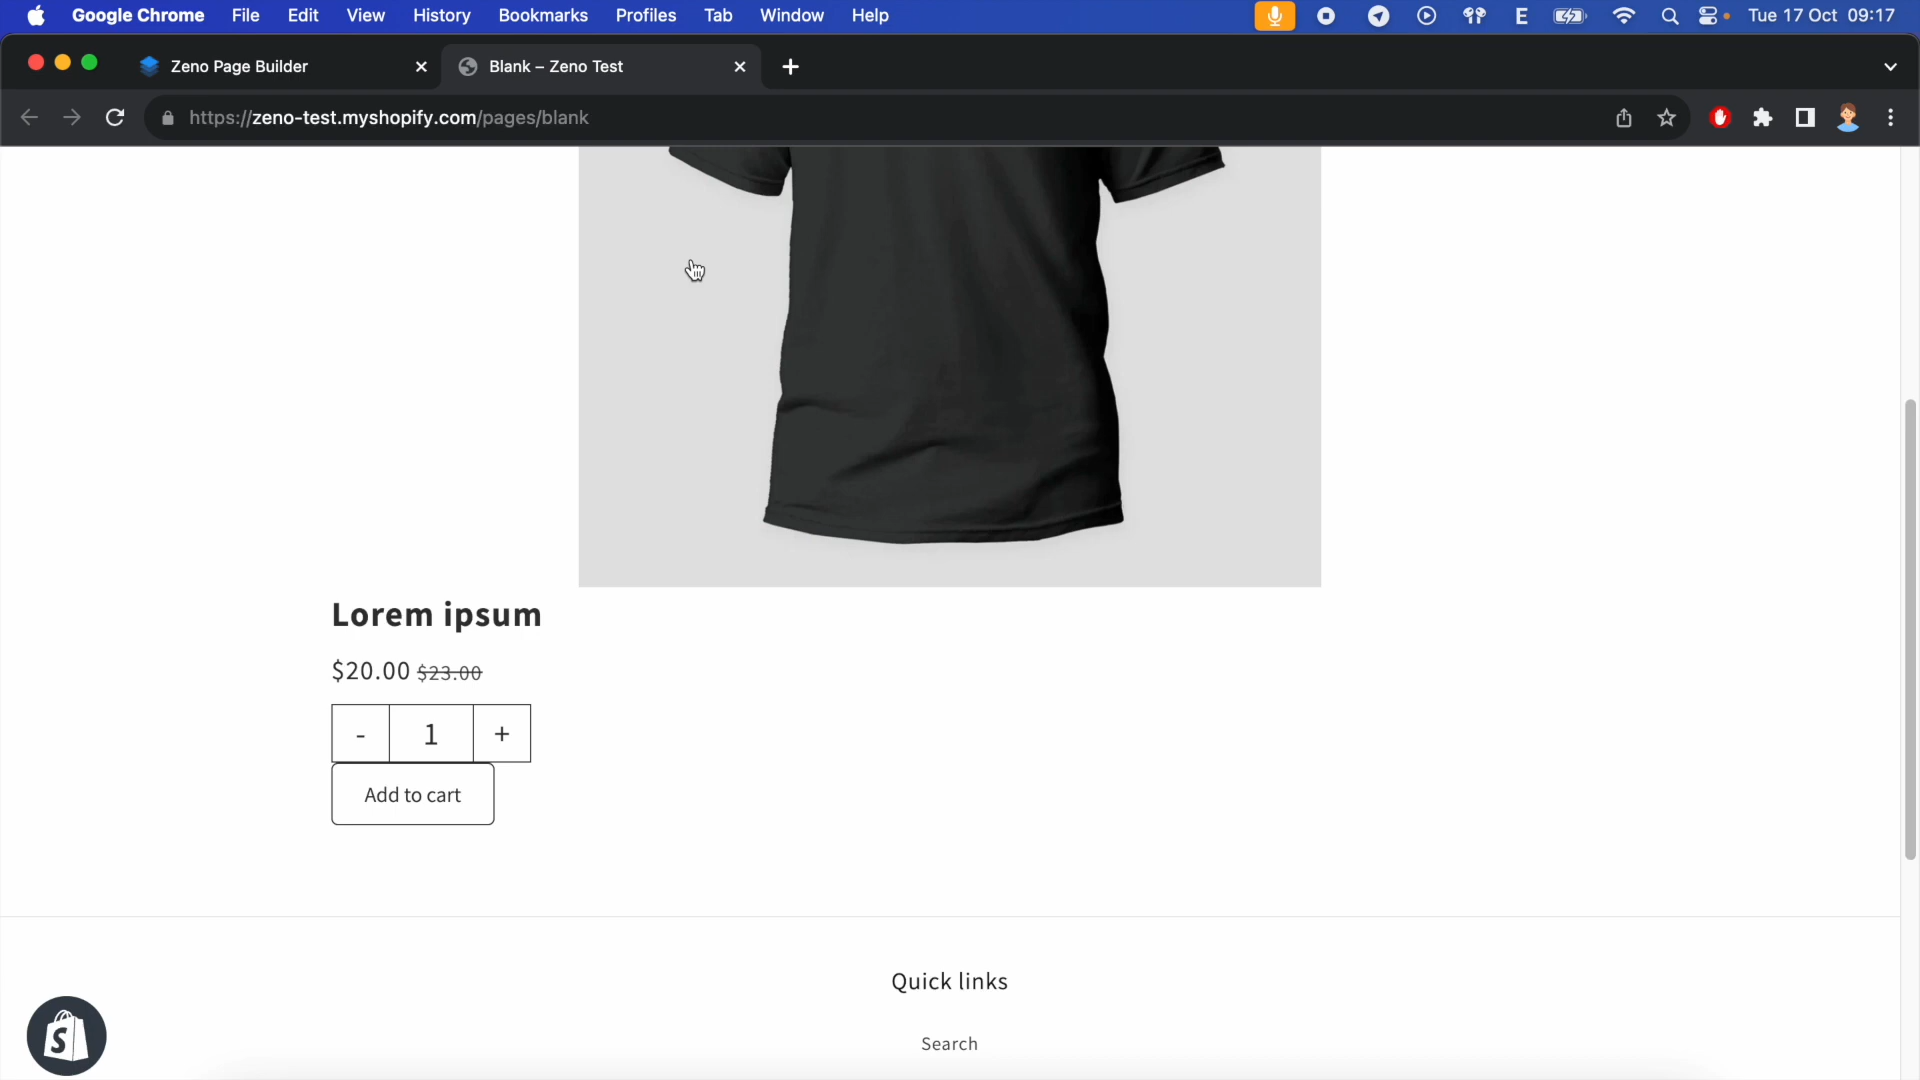 Google Chrome File Edit View History Bookmarks Profiles Tab Window Help E Tue 17 Oct 09:17
Zeno Page Builder Blank – Zeno Test
https://zeno-test.myshopify.com/pages/blank
Lorem ipsum
$20.00 $23.00
- 1 +
Add to cart
Quick links
Search